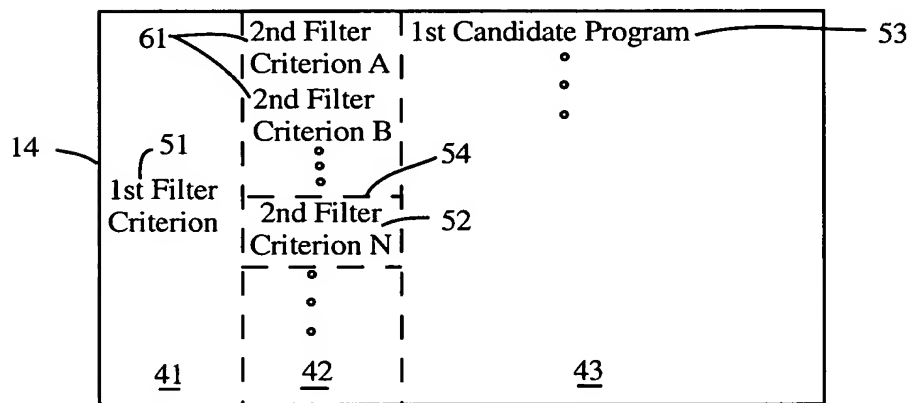 61
2nd Filter
Criterion A
2nd Filter
Criterion B
1st Candidate Program
53
14
51
1st Filter
Criterion
54
2nd Filter
Criterion N
52
41
42
43